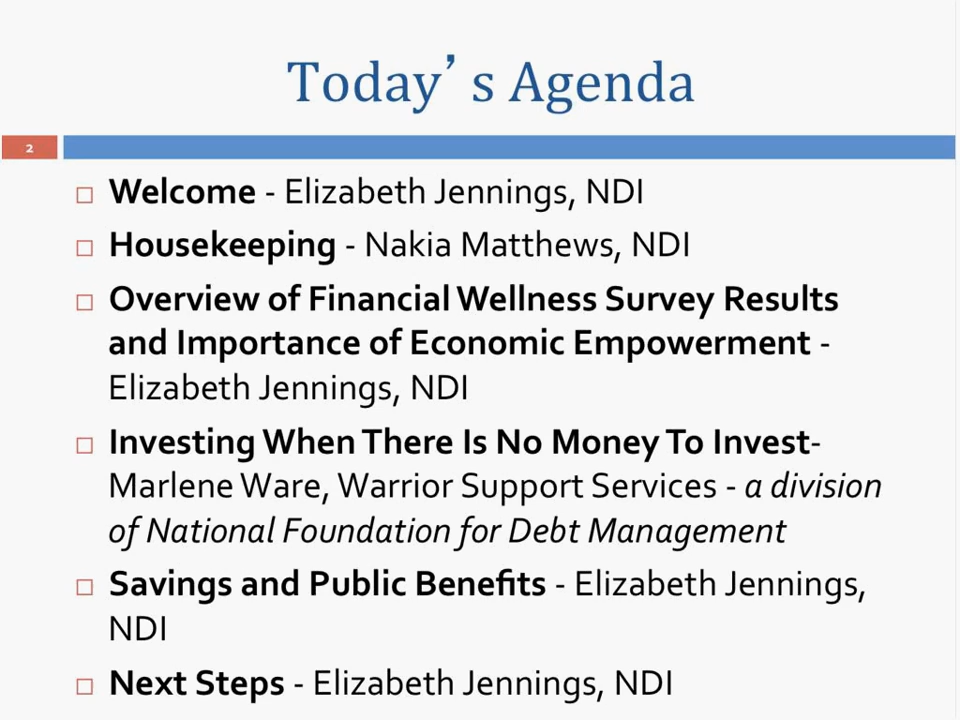 Today's Agenda
2
Welcome - Elizabeth Jennings, NDI
Housekeeping - Nakia Matthews, NDI
Overview of Financial Wellness Survey Results
and Importance of Economic Empowerment -
Elizabeth Jennings, NDI
Investing When There Is No Money To Invest-
Marlene Ware, Warrior Support Services - a division
of National Foundation for Debt Management
Savings and Public Benefits - Elizabeth Jennings,
NDI
Next Steps - Elizabeth Jennings, NDI